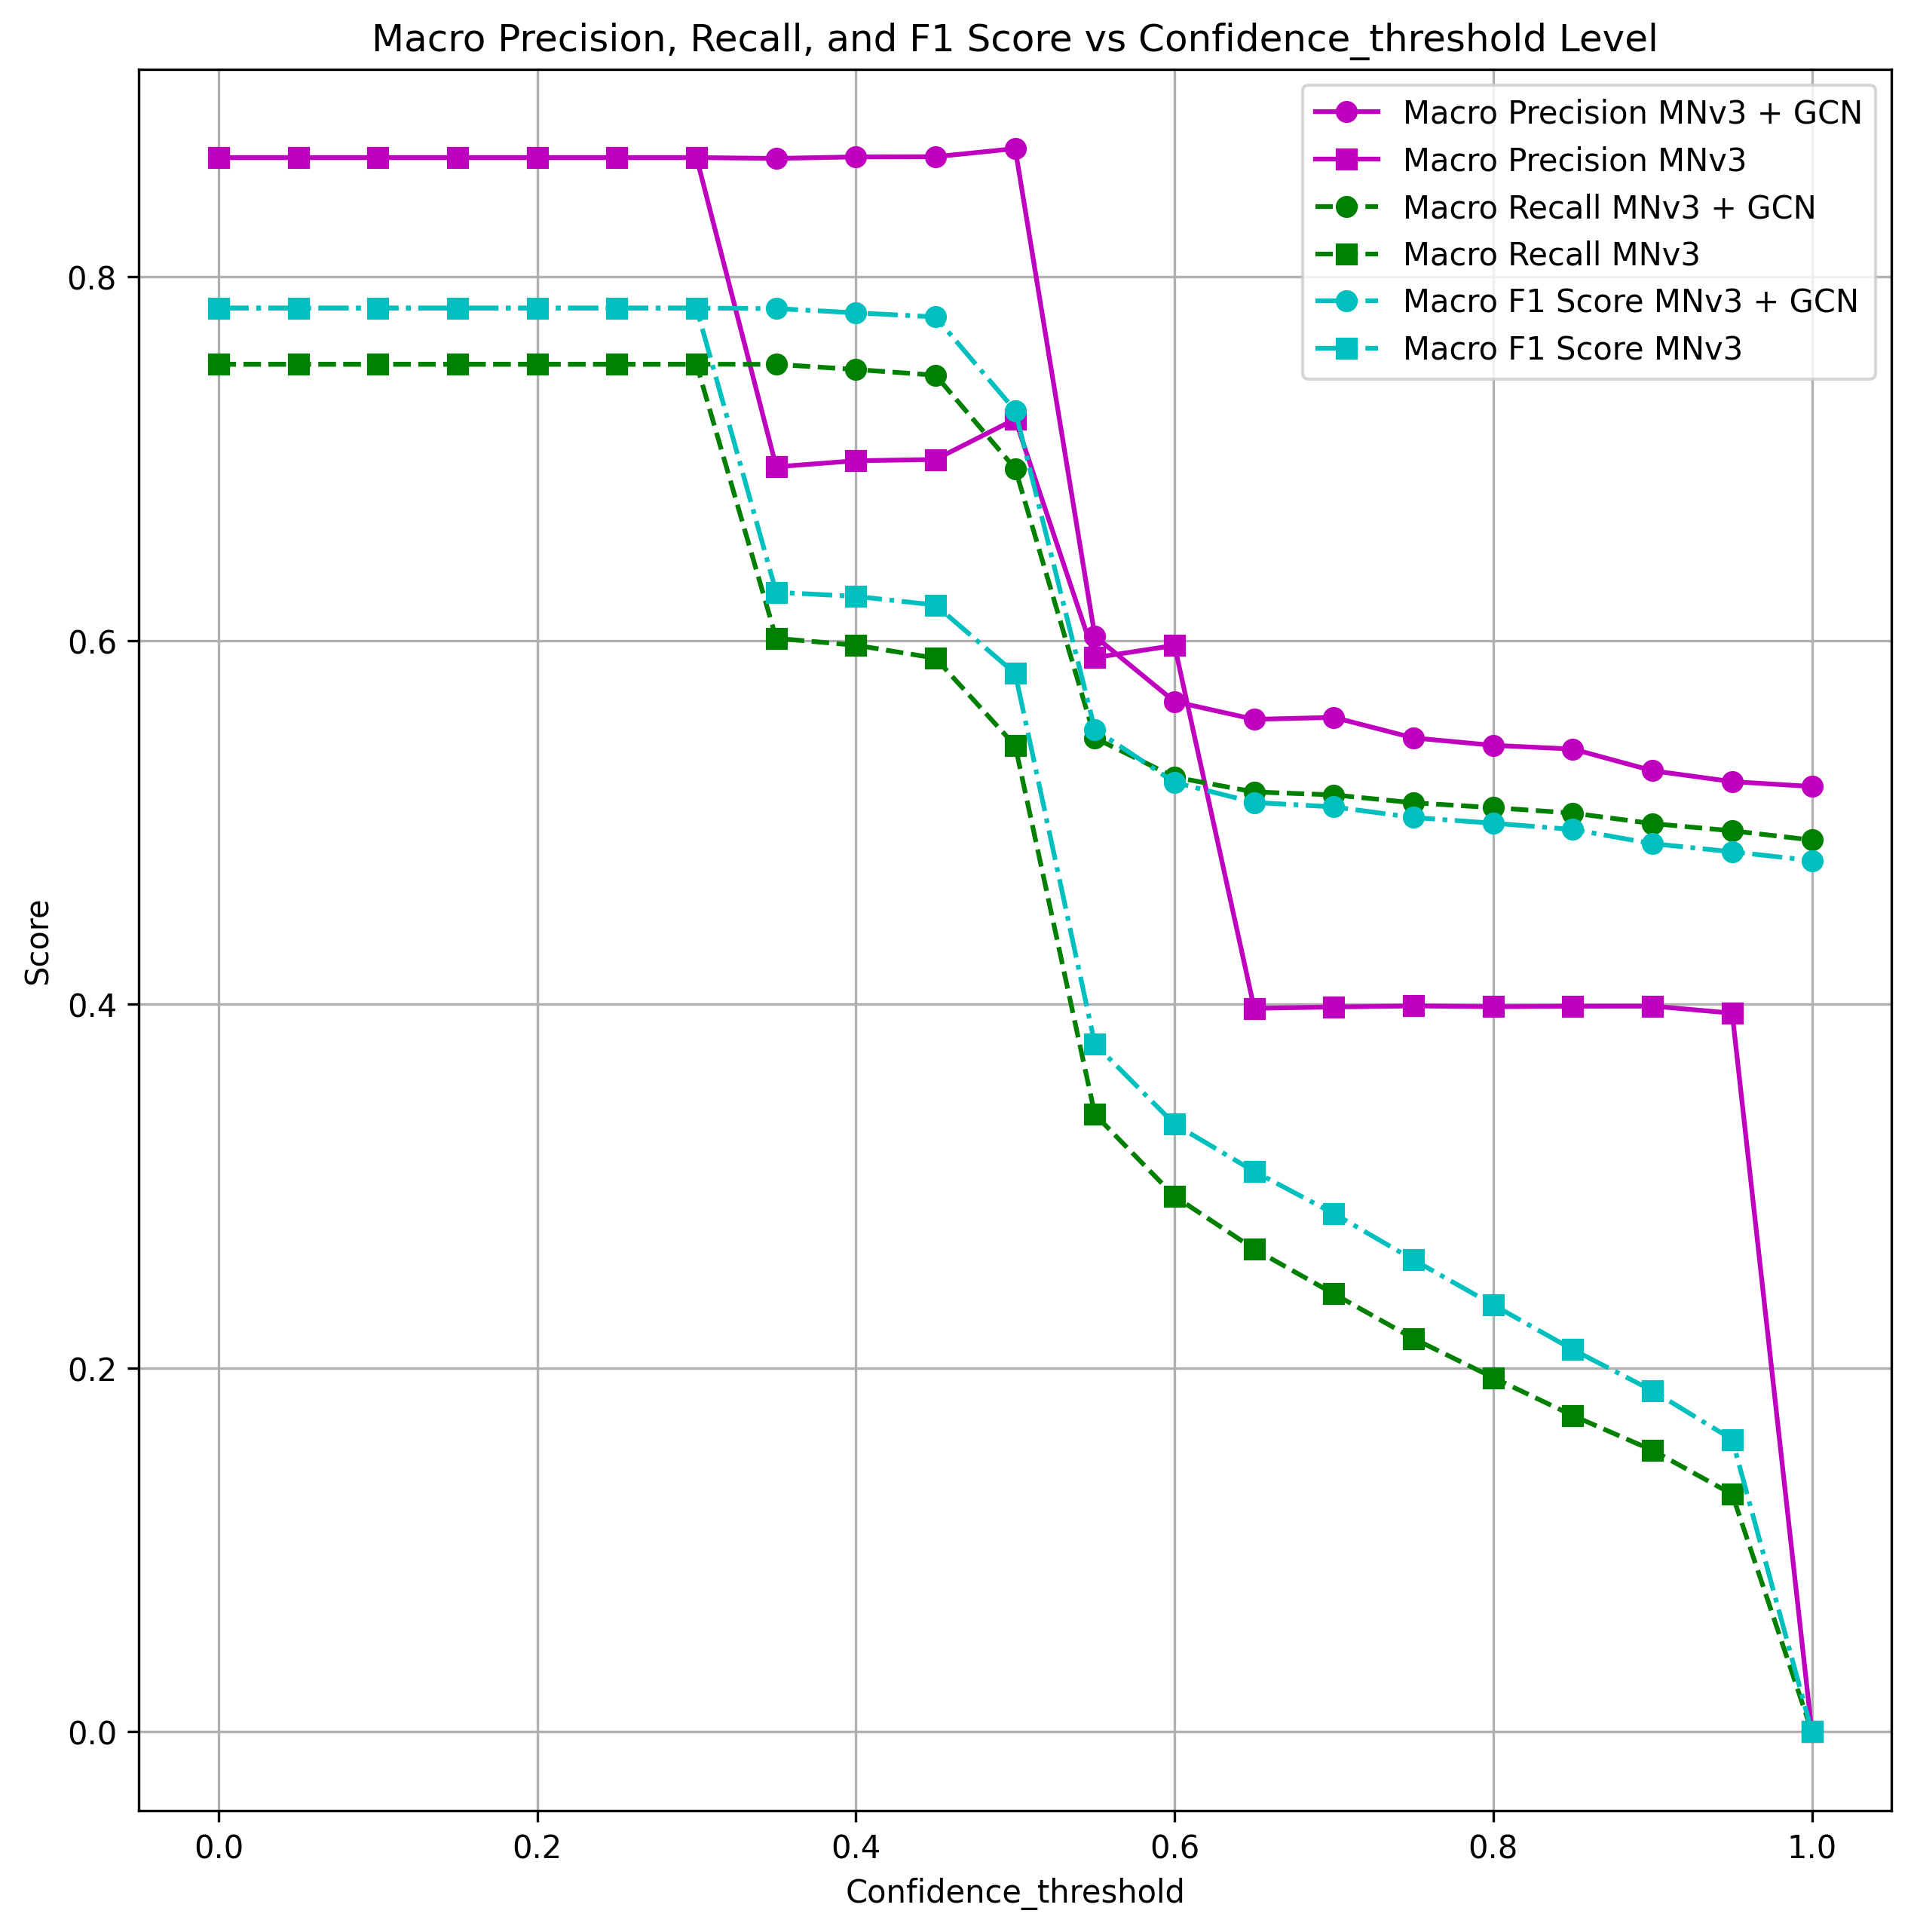 Macro Precision, Recall, and F1 Score vs Confidence_threshold Level
Macro Precision MNv3 + GCN
Macro Precision MNv3
Macro Recall MNv3 + GCN
Macro Recall MNv3
Macro F1 Score MNv3 + GCN
Macro F1 Score MNv3
0.8
0.6
0.4
0.2
0.0
Score
0.0 0.2 0.4 0.6 0.8 1.0
Confidence_threshold